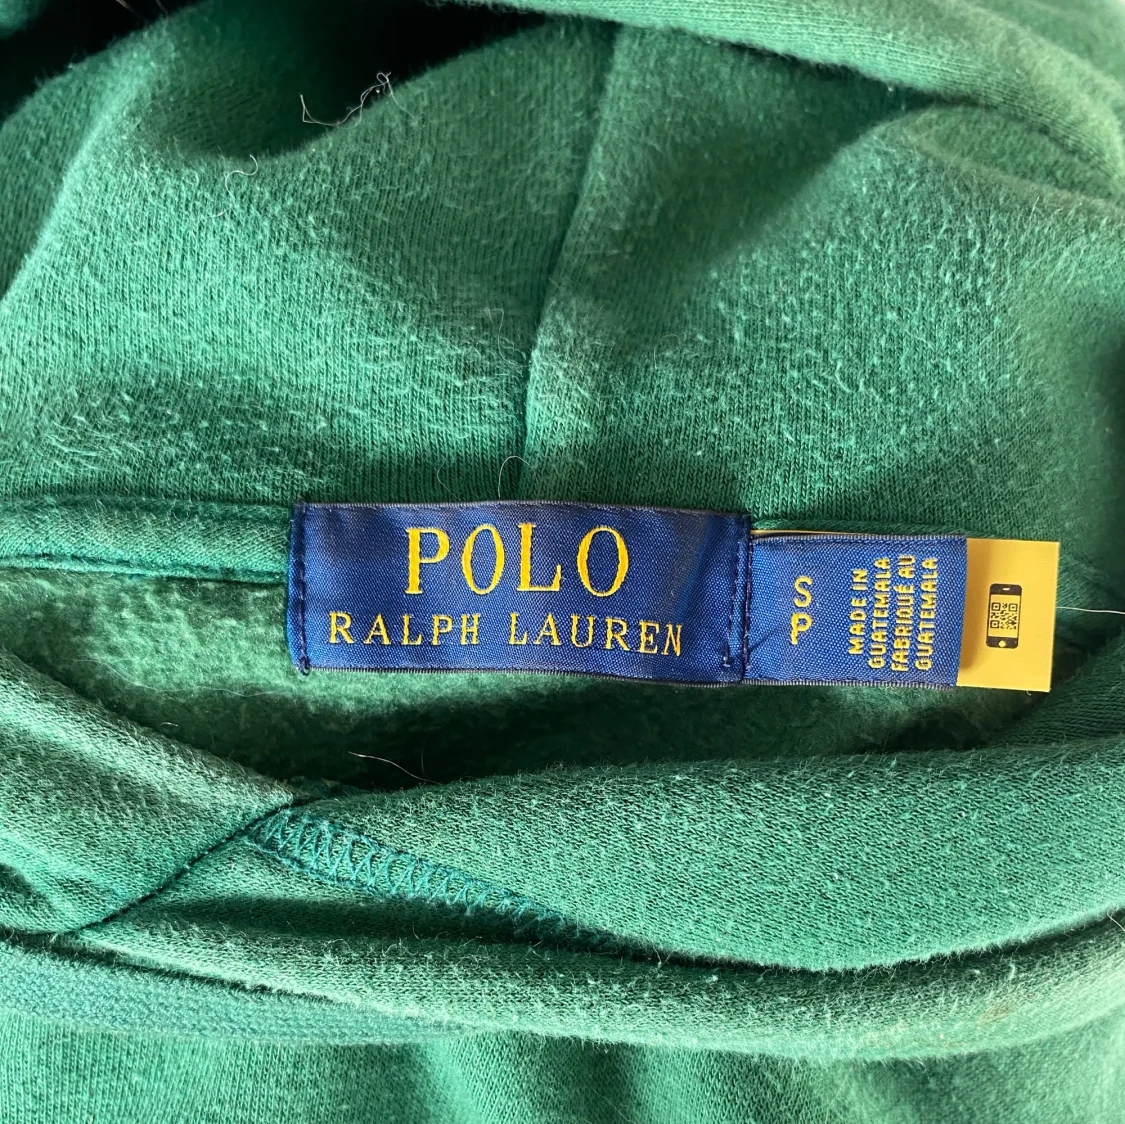 POLO
RALPH LAUREN
S
P
MADE IN
GUATEMALA
FABRIQUÉ AU
GUATEMALA